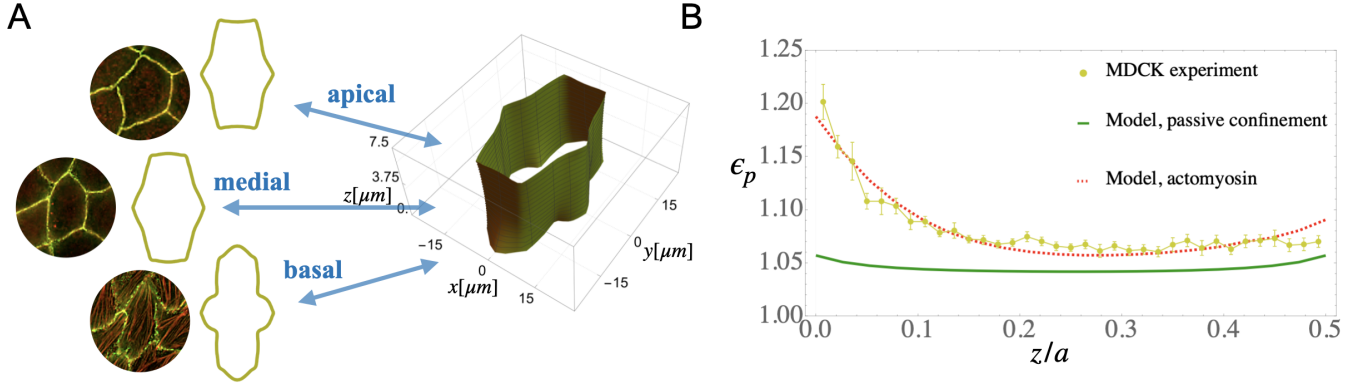 A
apical
medial
basal
7.5
3.75
0.
z[μm]
−15
0
15
x[μm]
15
0
−15
y[μm]
B
1.25
1.20
1.15
1.10
1.05
1.00
ϵp
MDCK experiment
Model, passive confinement
Model, actomyosin
0.0 0.1 0.2 0.3 0.4 0.5
z/a